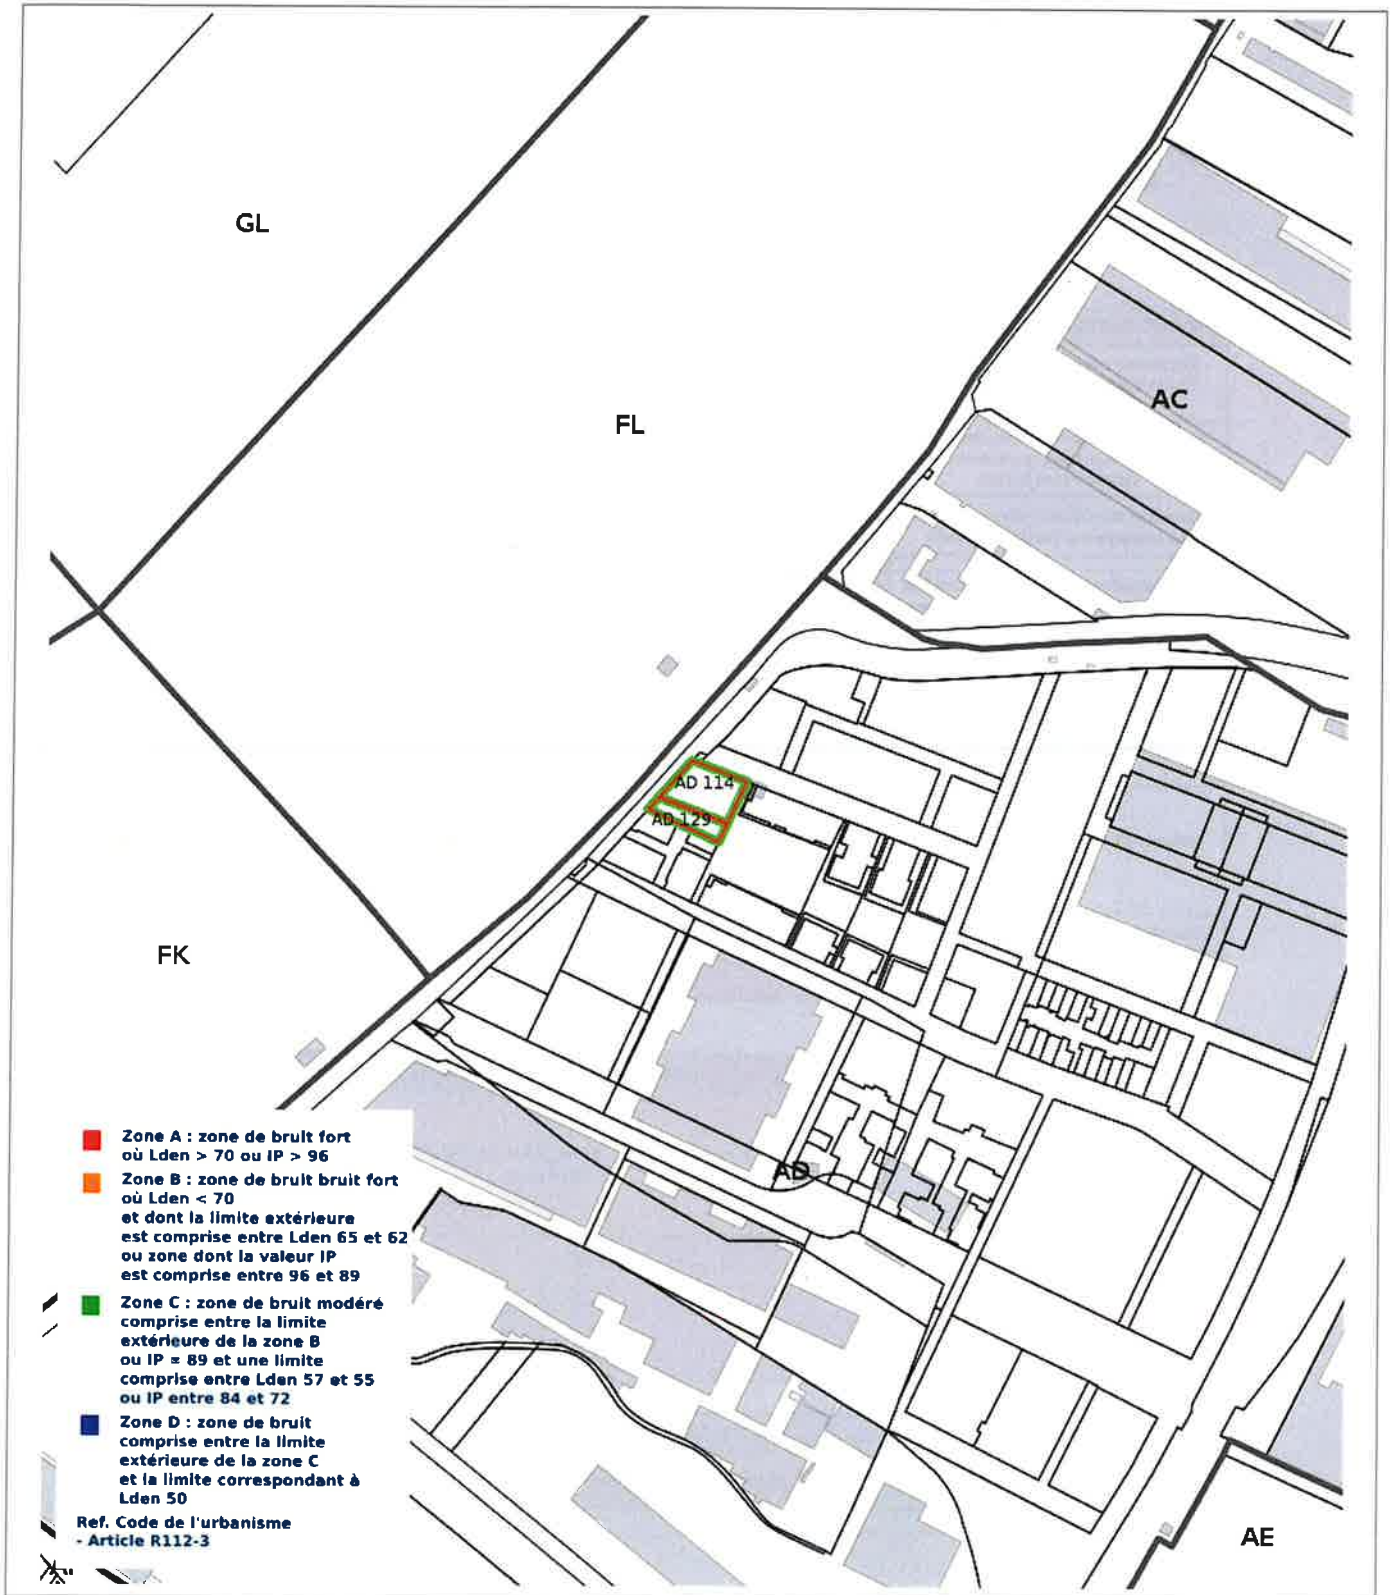 GL
FL
AC
AD 114
AD 129
FK
AD
AE
Zone A : zone de bruit fort
où Lden > 70 ou IP > 96
Zone B : zone de bruit bruit fort
où Lden < 70
et dont la limite extérieure
est comprise entre Lden 65 et 62
ou zone dont la valeur IP
est comprise entre 96 et 89
Zone C : zone de bruit modéré
comprise entre la limite
extérieure de la zone B
ou IP = 89 et une limite
comprise entre Lden 57 et 55
ou IP entre 84 et 72
Zone D : zone de bruit
comprise entre la limite
extérieure de la zone C
et la limite correspondant à
Lden 50
Ref. Code de l'urbanisme
- Article R112-3